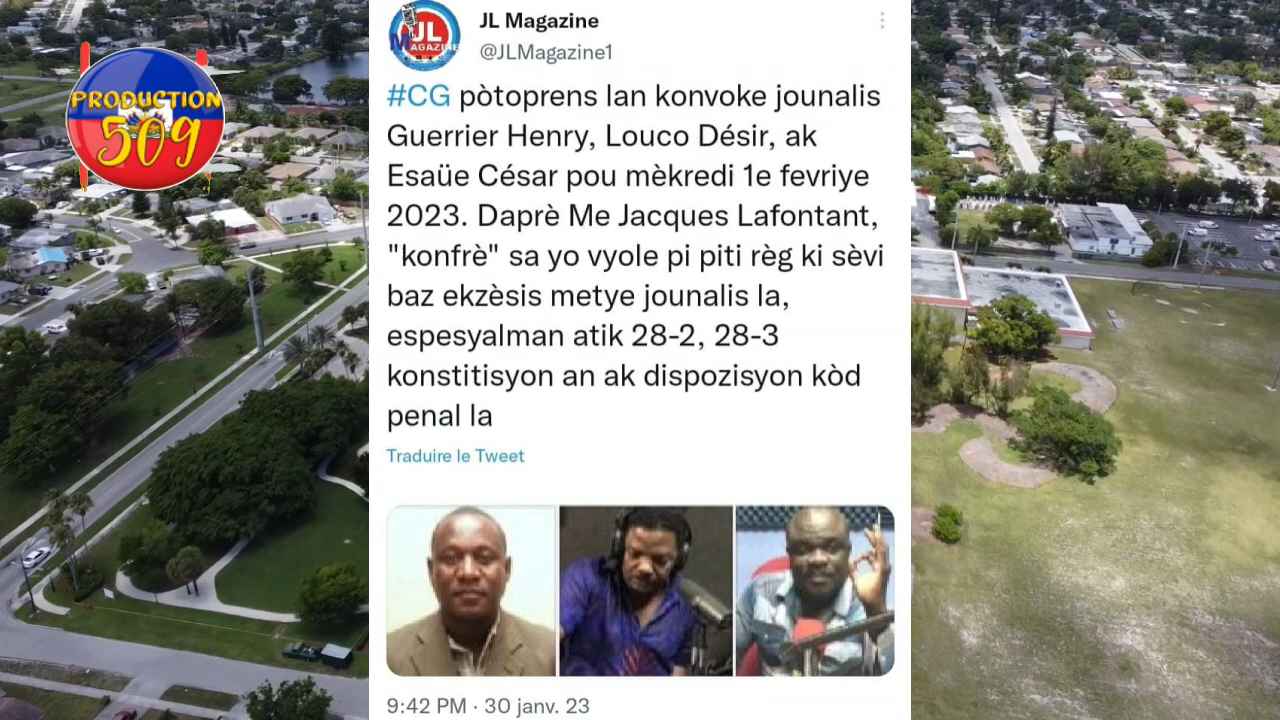 PRODUCTION
509
JL
MAGAZINE
JL Magazine
@JLMagazine1
#CG pòtoprens lan konvoke jounalis
Guerrier Henry, Louco Désir, ak
Esaüe César pou mèkredi 1e fevriye
2023. Daprè Me Jacques Lafontant,
"konfrè" sa yo vyole pi piti règ ki sèvi
baz ekzèsis metye jounalis la,
espesyalman atik 28-2, 28-3
konstitisyon an ak dispozisyon kòd
penal la
Traduire le Tweet
9:42 PM · 30 janv. 23